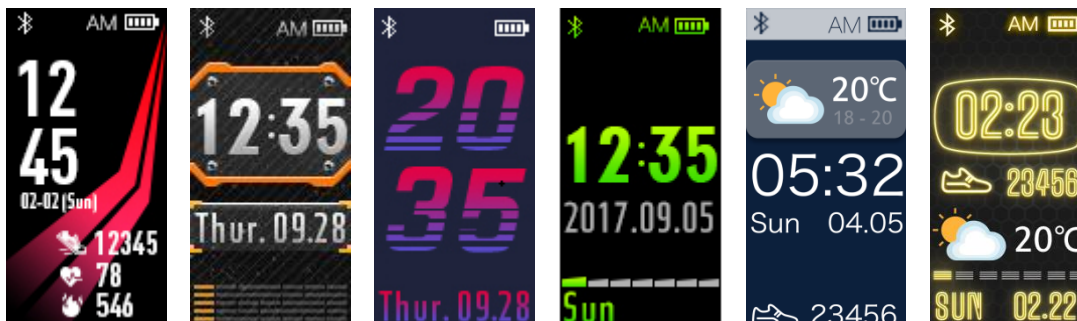 AM
12
45
02-02(Sun)
12345
78
546
AM
12:35
Thur. 09.28
20
35
Thur. 09.28
AM
12:35
2017.09.05
Sun
AM
20℃
18 - 20
05:32
Sun 04.05
23456
AM
02:23
23456
20℃
SUN 02.22